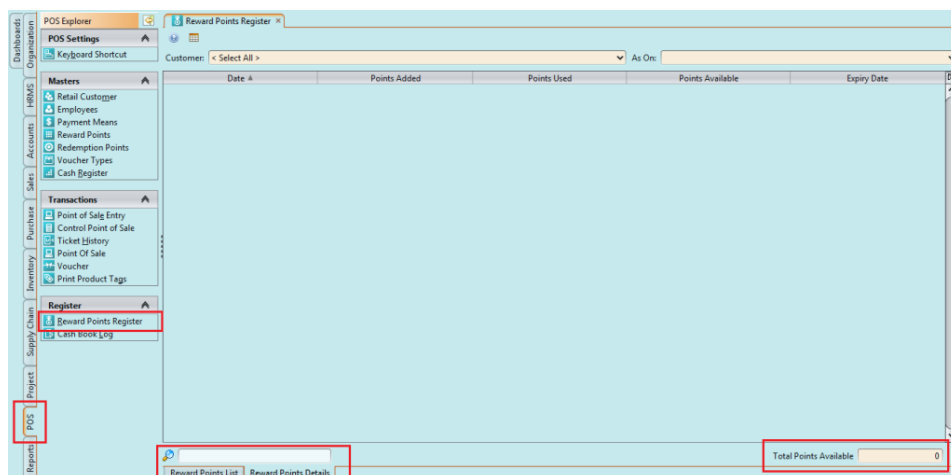 Dashboards
Organization
HRMS
Accounts
Sales
Purchase
Inventory
Supply Chain
Project
POS
Reports
POS Explorer
POS Settings
Keyboard Shortcut
Masters
Retail Customer
Employees
Payment Means
Reward Points
Redemption Points
Voucher Types
Cash Register
Transactions
Point of Sale Entry
Control Point of Sale
Ticket History
Point Of Sale
Voucher
Print Product Tags
Register
Reward Points Register
Cash Book Log
Reward Points Register ×
Customer: < Select All > As On:
Date Points Added Points Used Points Available Expiry Date
Total Points Available 0
Reward Points List Reward Points Details